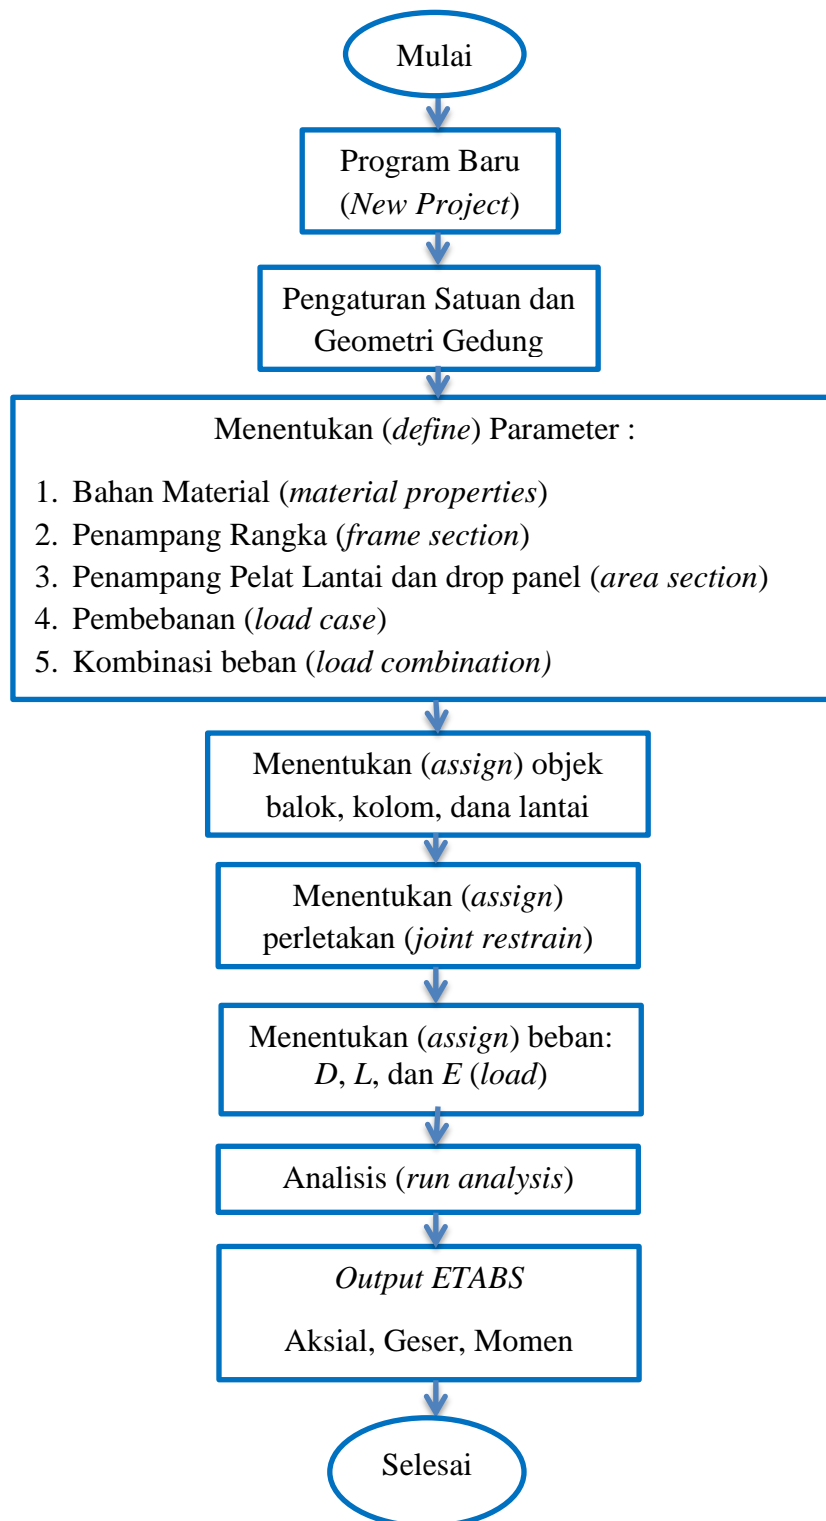 Mulai
Program Baru
(New Project)
Pengaturan Satuan dan
Geometri Gedung
Menentukan (define) Parameter :
1. Bahan Material (material properties)
2. Penampang Rangka (frame section)
3. Penampang Pelat Lantai dan drop panel (area section)
4. Pembebanan (load case)
5. Kombinasi beban (load combination)
Menentukan (assign) objek
balok, kolom, dana lantai
Menentukan (assign)
perletakan (joint restrain)
Menentukan (assign) beban:
D, L, dan E (load)
Analisis (run analysis)
Output ETABS
Aksial, Geser, Momen
Selesai